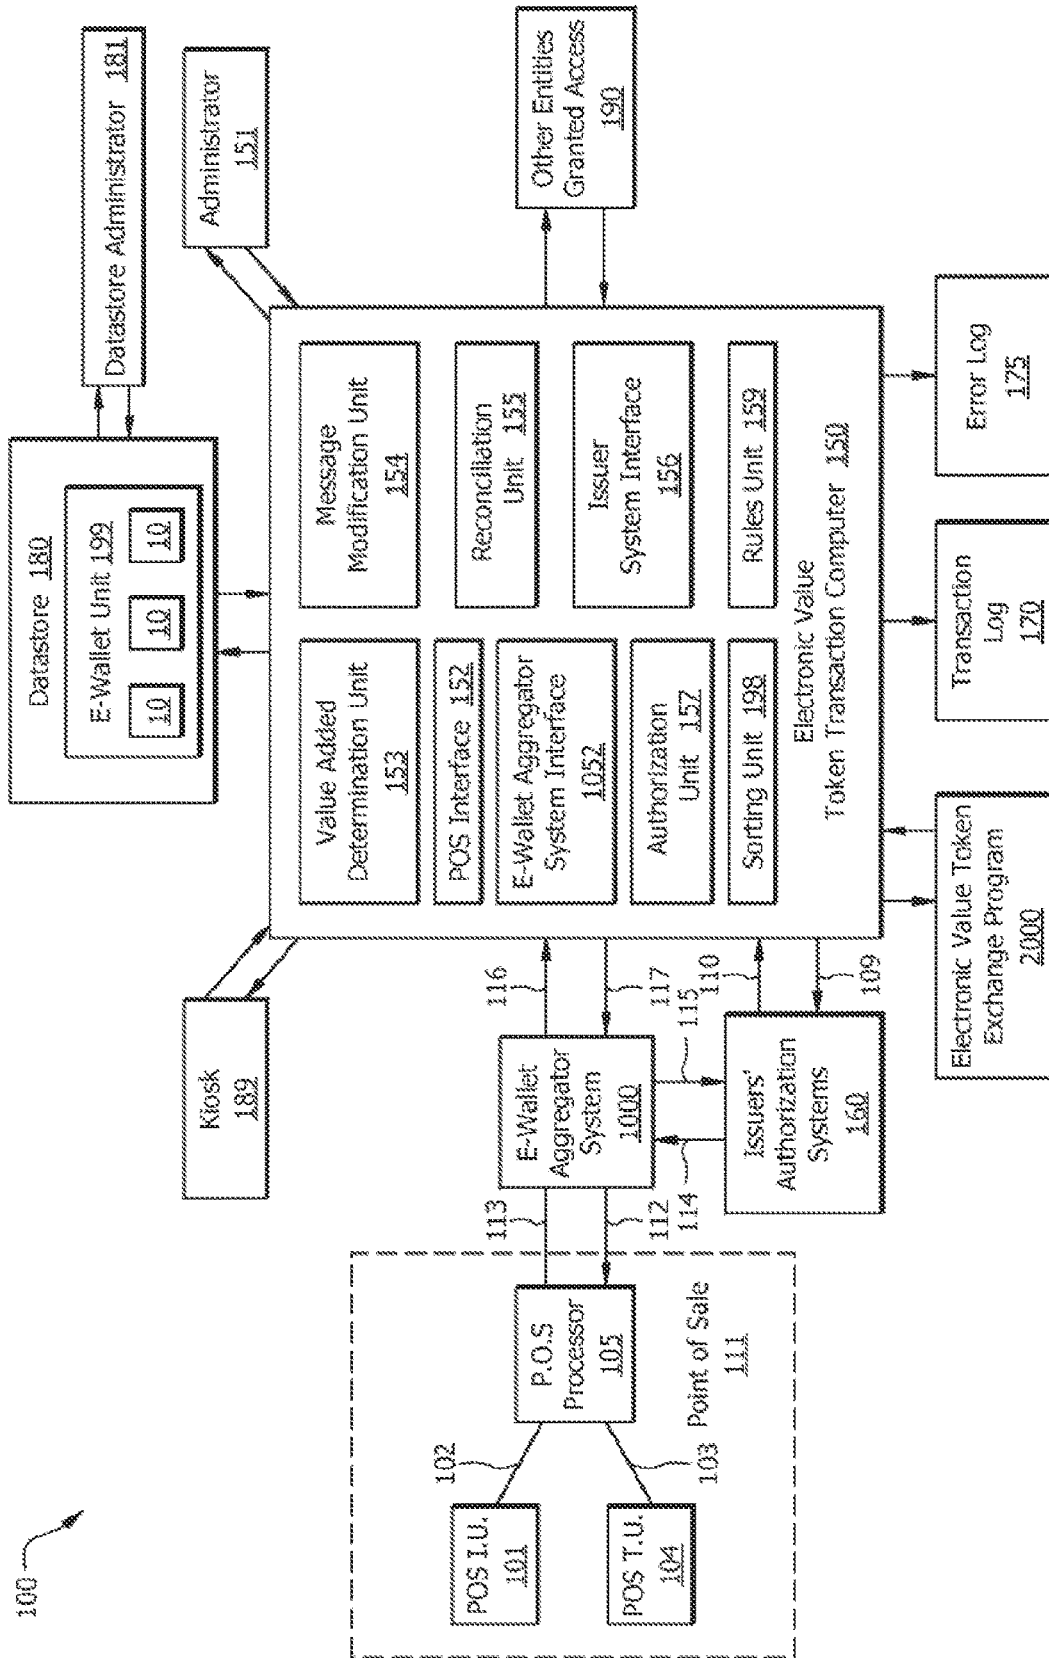 100
Datastore 180
E-Wallet Unit 199
10
10
10
Datastore Administrator 181
Kiosk
189
Administrator
151
Value Added
Determination Unit
153
Message
Modification Unit
154
POS Interface 152
Reconciliation
Unit 155
E-Wallet Aggregator
System Interface
1052
Issuer
System Interface
156
Authorization
Unit 157
Sorting Unit 198
Rules Unit 159
Electronic Value
Token Transaction Computer 150
Other Entities
Granted Access
190
POS I.U.
101
102
POS T.U.
104
103
P.O.S
Processor
105
Point of Sale
111
113
112
E-Wallet
Aggregator
System
1000
116
117
114
115
110
109
Issuers'
Authorization
Systems
160
Electronic Value Token
Exchange Program
2000
Transaction
Log
170
Error Log
175